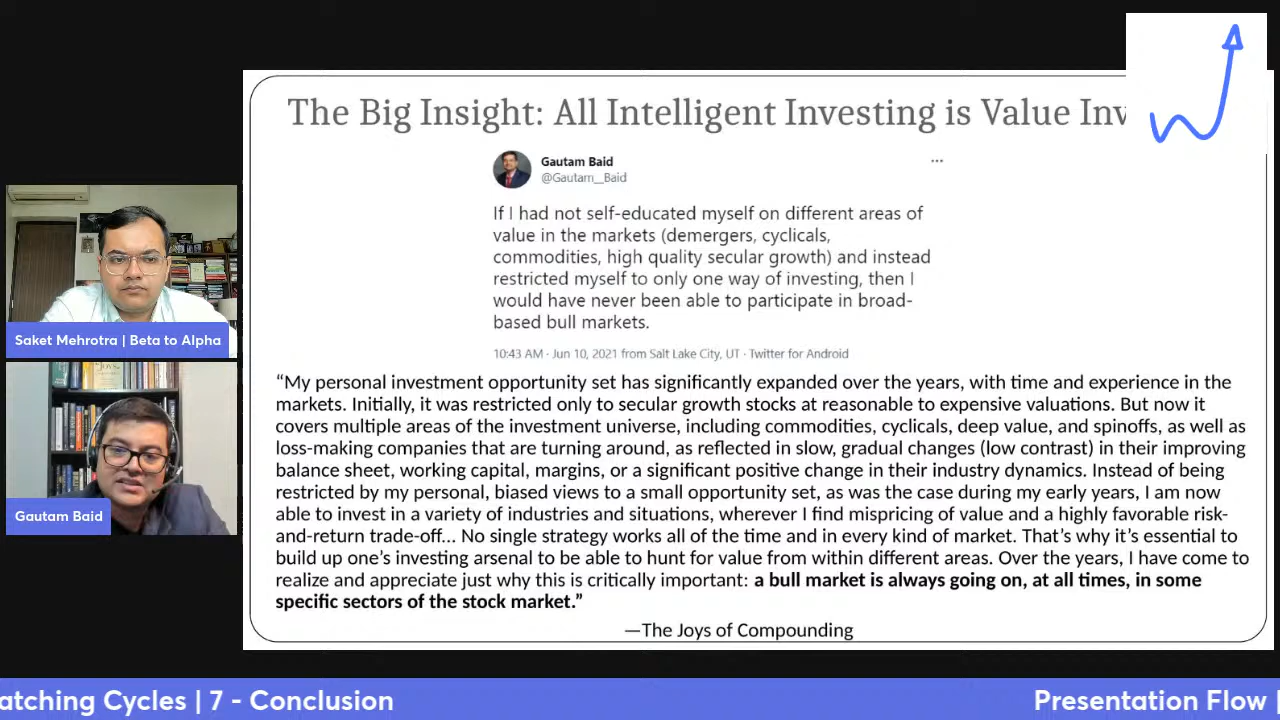 The Big Insight: All Intelligent Investing is Value Inv
Gautam Baid
@Gautam__Baid
...
If I had not self-educated myself on different areas of
value in the markets (demergers, cyclicals,
commodities, high quality secular growth) and instead
restricted myself to only one way of investing, then I
would have never been able to participate in broad-
based bull markets.
10:43 AM · Jun 10, 2021 from Salt Lake City, UT · Twitter for Android
“My personal investment opportunity set has significantly expanded over the years, with time and experience in the
markets. Initially, it was restricted only to secular growth stocks at reasonable to expensive valuations. But now it
covers multiple areas of the investment universe, including commodities, cyclicals, deep value, and spinoffs, as well as
loss-making companies that are turning around, as reflected in slow, gradual changes (low contrast) in their improving
balance sheet, working capital, margins, or a significant positive change in their industry dynamics. Instead of being
restricted by my personal, biased views to a small opportunity set, as was the case during my early years, I am now
able to invest in a variety of industries and situations, wherever I find mispricing of value and a highly favorable risk-
and-return trade-off... No single strategy works all of the time and in every kind of market. That’s why it’s essential to
build up one’s investing arsenal to be able to hunt for value from within different areas. Over the years, I have come to
realize and appreciate just why this is critically important: a bull market is always going on, at all times, in some
specific sectors of the stock market.”
—The Joys of Compounding
Saket Mehrotra | Beta to Alpha
Gautam Baid
atching Cycles | 7 - Conclusion
Presentation Flow |